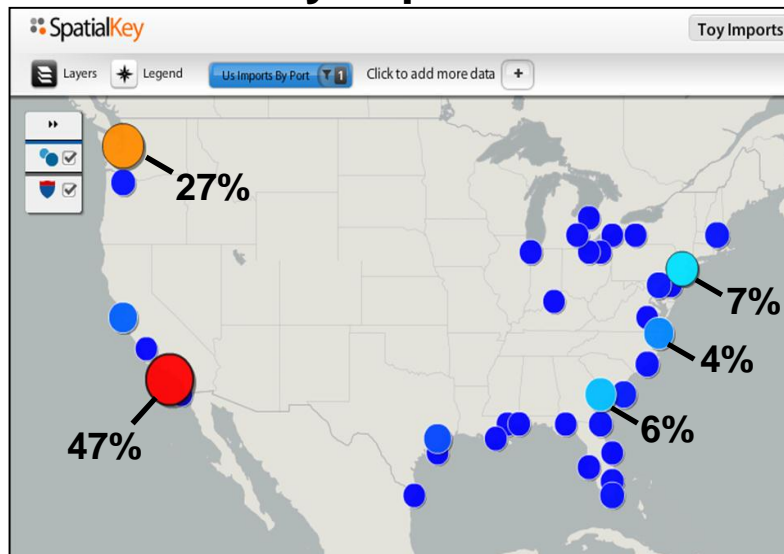 SpatialKey
Toy Imports
Layers Legend Us Imports By Port 1 Click to add more data +
27%
7%
4%
6%
47%